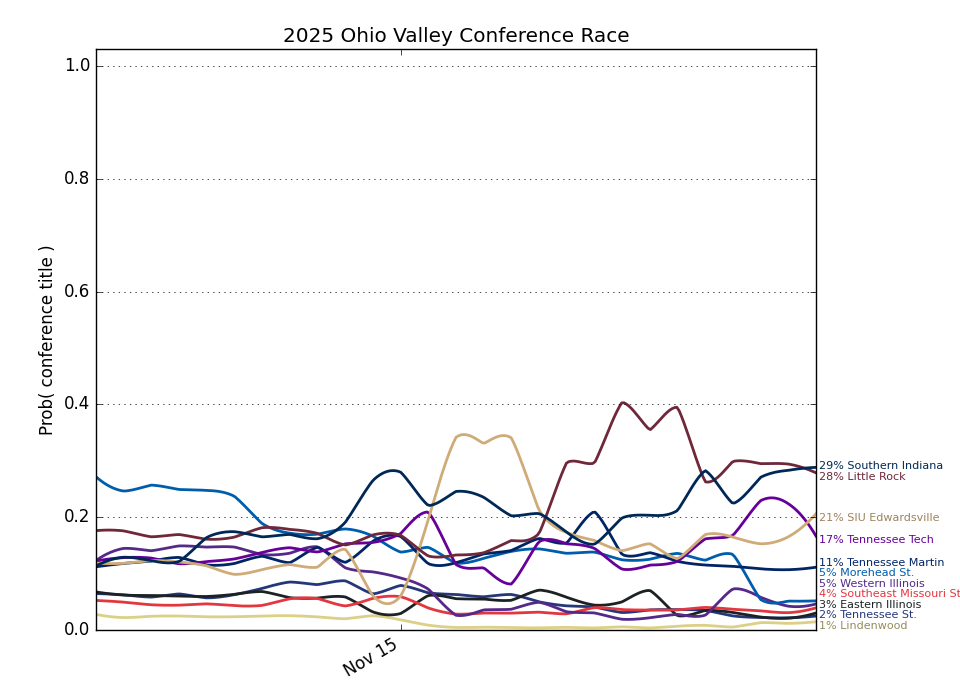 2025 Ohio Valley Conference Race
1.0
0.8
0.6
0.4
0.2
0.0
Prob( conference title )
Nov 15
29% Southern Indiana
28% Little Rock
21% SIU Edwardsville
17% Tennessee Tech
11% Tennessee Martin
5% Morehead St.
5% Western Illinois
4% Southeast Missouri St
3% Eastern Illinois
2% Tennessee St.
1% Lindenwood